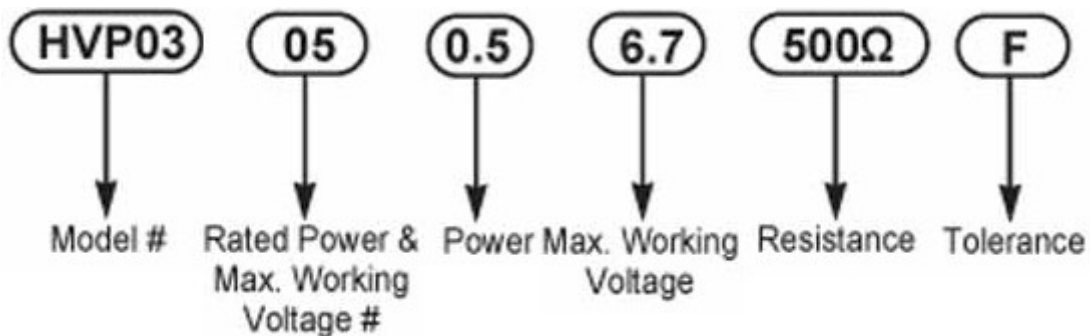 HVP03 05 0.5 6.7 500Ω F
Model # Rated Power & Power Max. Working Resistance Tolerance
Max. Working Voltage
Voltage #